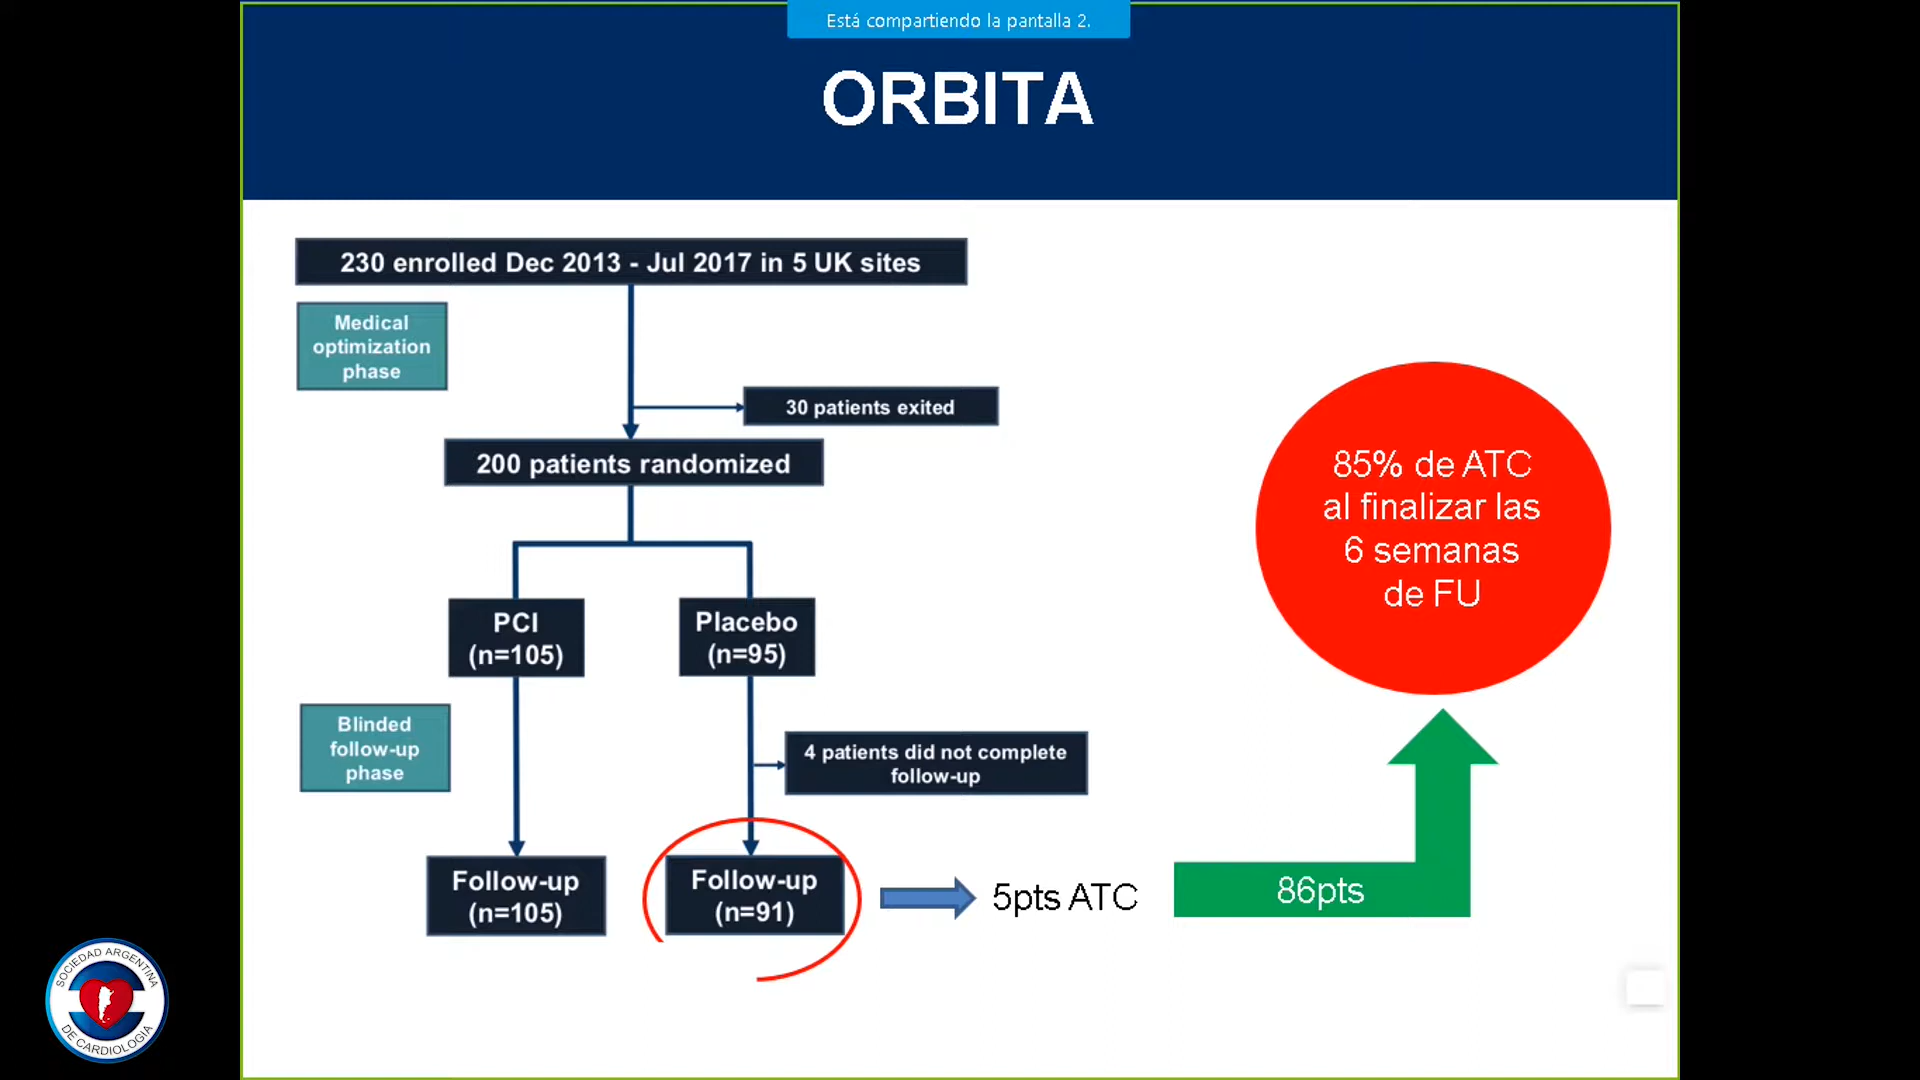 Está compartiendo la pantalla 2.
ORBITA
230 enrolled Dec 2013 - Jul 2017 in 5 UK sites
Medical
optimization
phase
30 patients exited
200 patients randomized
85% de ATC
al finalizar las
6 semanas
de FU
PCI
(n=105)
Placebo
(n=95)
Blinded
follow-up
phase
4 patients did not complete
follow-up
Follow-up
(n=105)
Follow-up
(n=91)
5pts ATC
86pts
SOCIEDAD ARGENTINA
DE CARDIOLOGIA